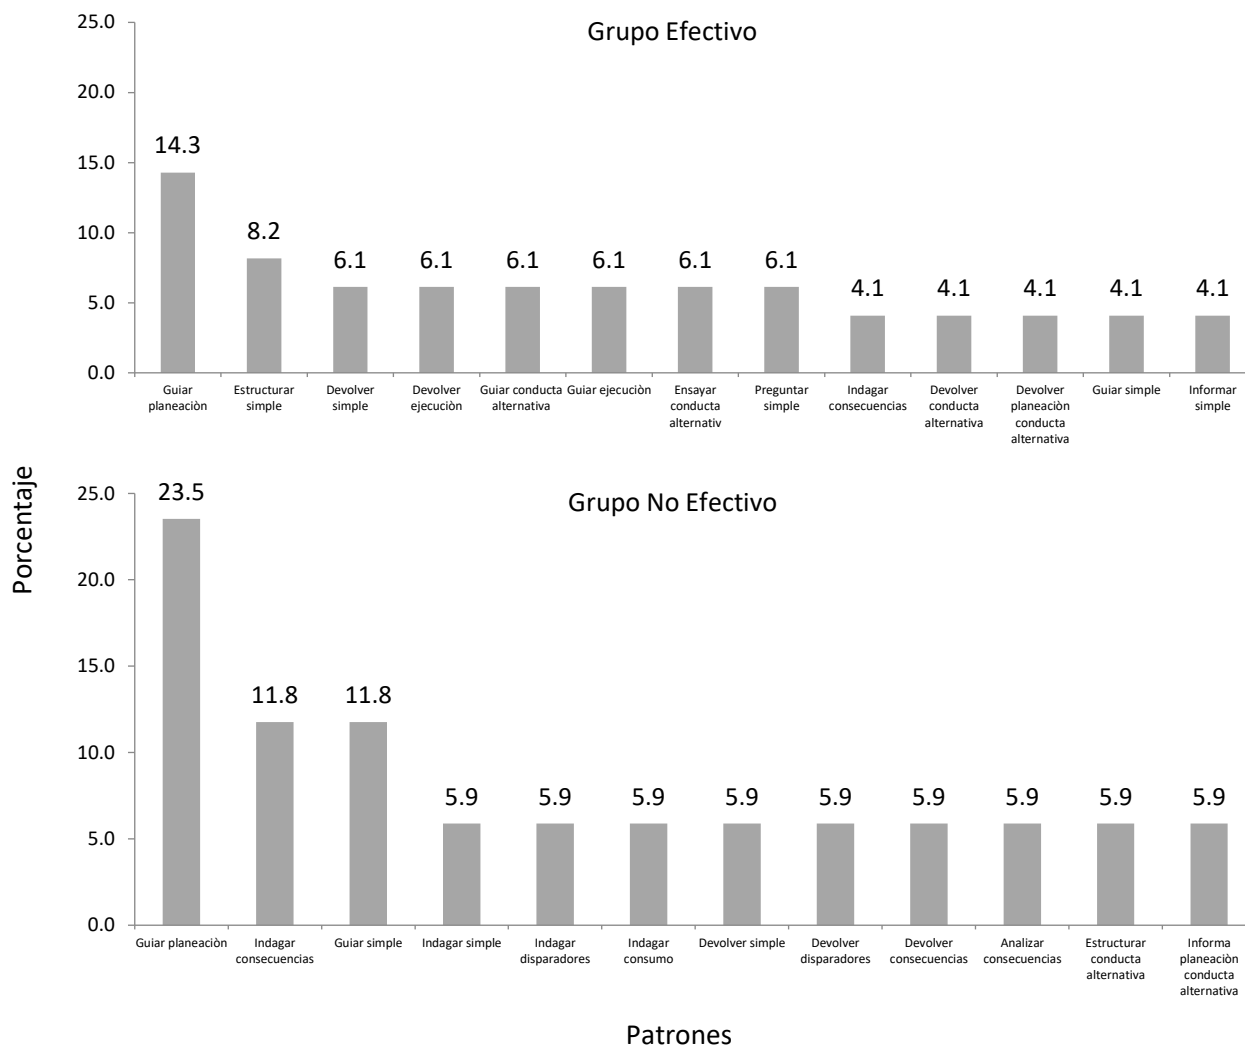 Grupo Efectivo
25.0
20.0
15.0
10.0
5.0
0.0
14.3
8.2
6.1
6.1
6.1
6.1
6.1
6.1
4.1
4.1
4.1
4.1
4.1
Guiar
planeaciòn
Estructurar
simple
Devolver
simple
Devolver
ejecuciòn
Guiar conducta
alternativa
Guiar ejecuciòn
Ensayar
conducta
alternativ
Preguntar
simple
Indagar
consecuencias
Devolver
conducta
alternativa
Devolver
planeaciòn
conducta
alternativa
Guiar simple
Informar
simple
Porcentaje
Grupo No Efectivo
25.0
20.0
15.0
10.0
5.0
0.0
23.5
11.8
11.8
5.9
5.9
5.9
5.9
5.9
5.9
5.9
5.9
5.9
Guiar planeaciòn
Indagar
consecuencias
Guiar simple
Indagar simple
Indagar
disparadores
Indagar
consumo
Devolver simple
Devolver
disparadores
Devolver
consecuencias
Analizar
consecuencias
Estructurar
conducta
alternativa
Informa
planeaciòn
conducta
alternativa
Patrones